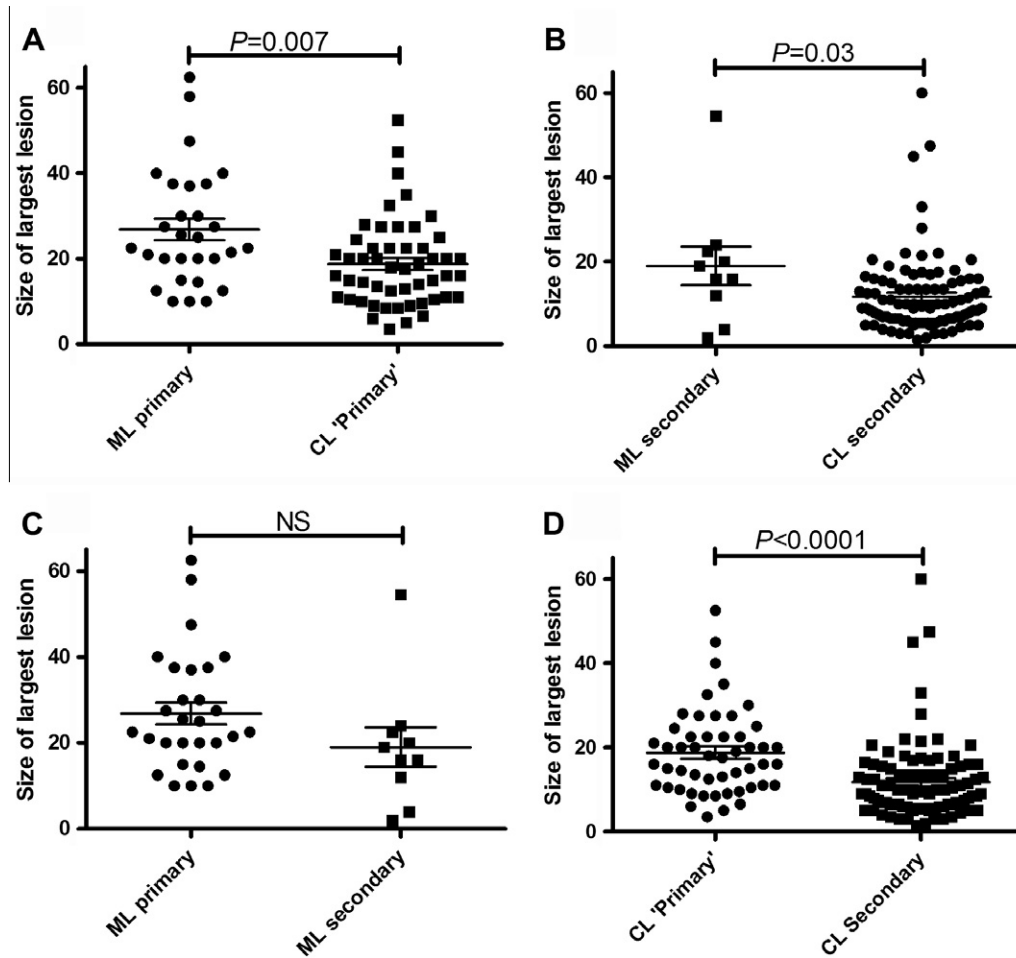 A
P=0.007
Size of largest lesion
60
40
20
0
ML primary
CL 'Primary'
B
P=0.03
Size of largest lesion
60
40
20
0
ML secondary
CL secondary
C
NS
Size of largest lesion
60
40
20
0
ML primary
ML secondary
D
P<0.0001
Size of largest lesion
60
40
20
0
CL 'Primary'
CL Secondary